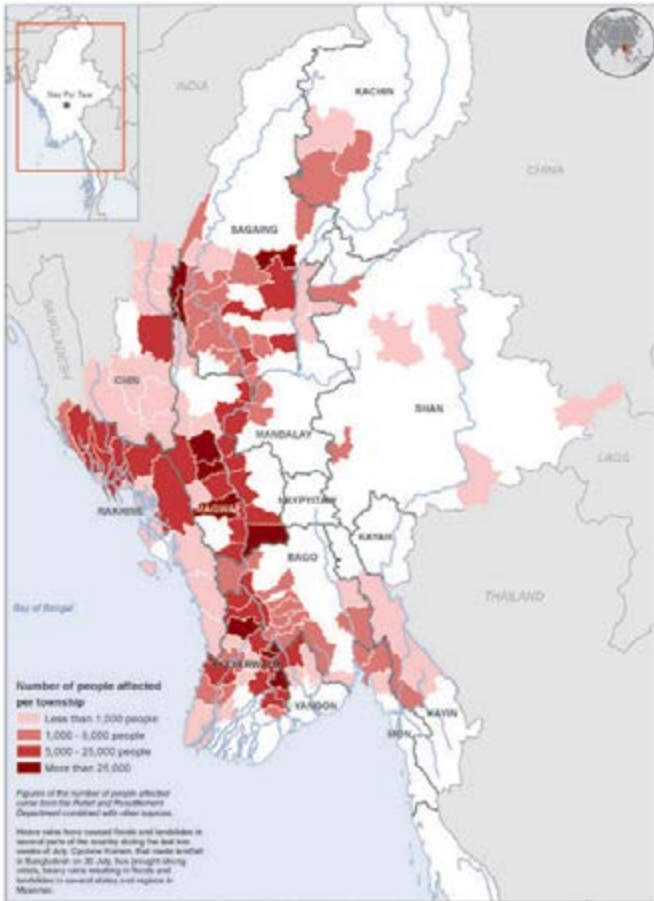 Nay Pyi Taw
INDIA
KACHIN
CHINA
SAGAING
BANGLADESH
CHIN
SHAN
MANDALAY
LAOS
RAKHINE
MAGWAY
NAYPYITAW
KAYAH
BAGO
THAILAND
Bay of Bengal
AYEYARWADY
YANGON
KAYIN
MON
Number of people affected
per township
Less than 1,000 people
1,000 - 5,000 people
5,000 - 25,000 people
More than 25,000
Figures of the number of people affected
come from the Relief and Resettlement
Department combined with other sources.
Heavy rains have caused floods and landslides in
several parts of the country during the last two
weeks of July. Cyclone Komen, that made landfall
in Bangladesh on 30 July, has brought strong
winds, heavy rains resulting in floods and
landslides in several states and regions in
Myanmar.